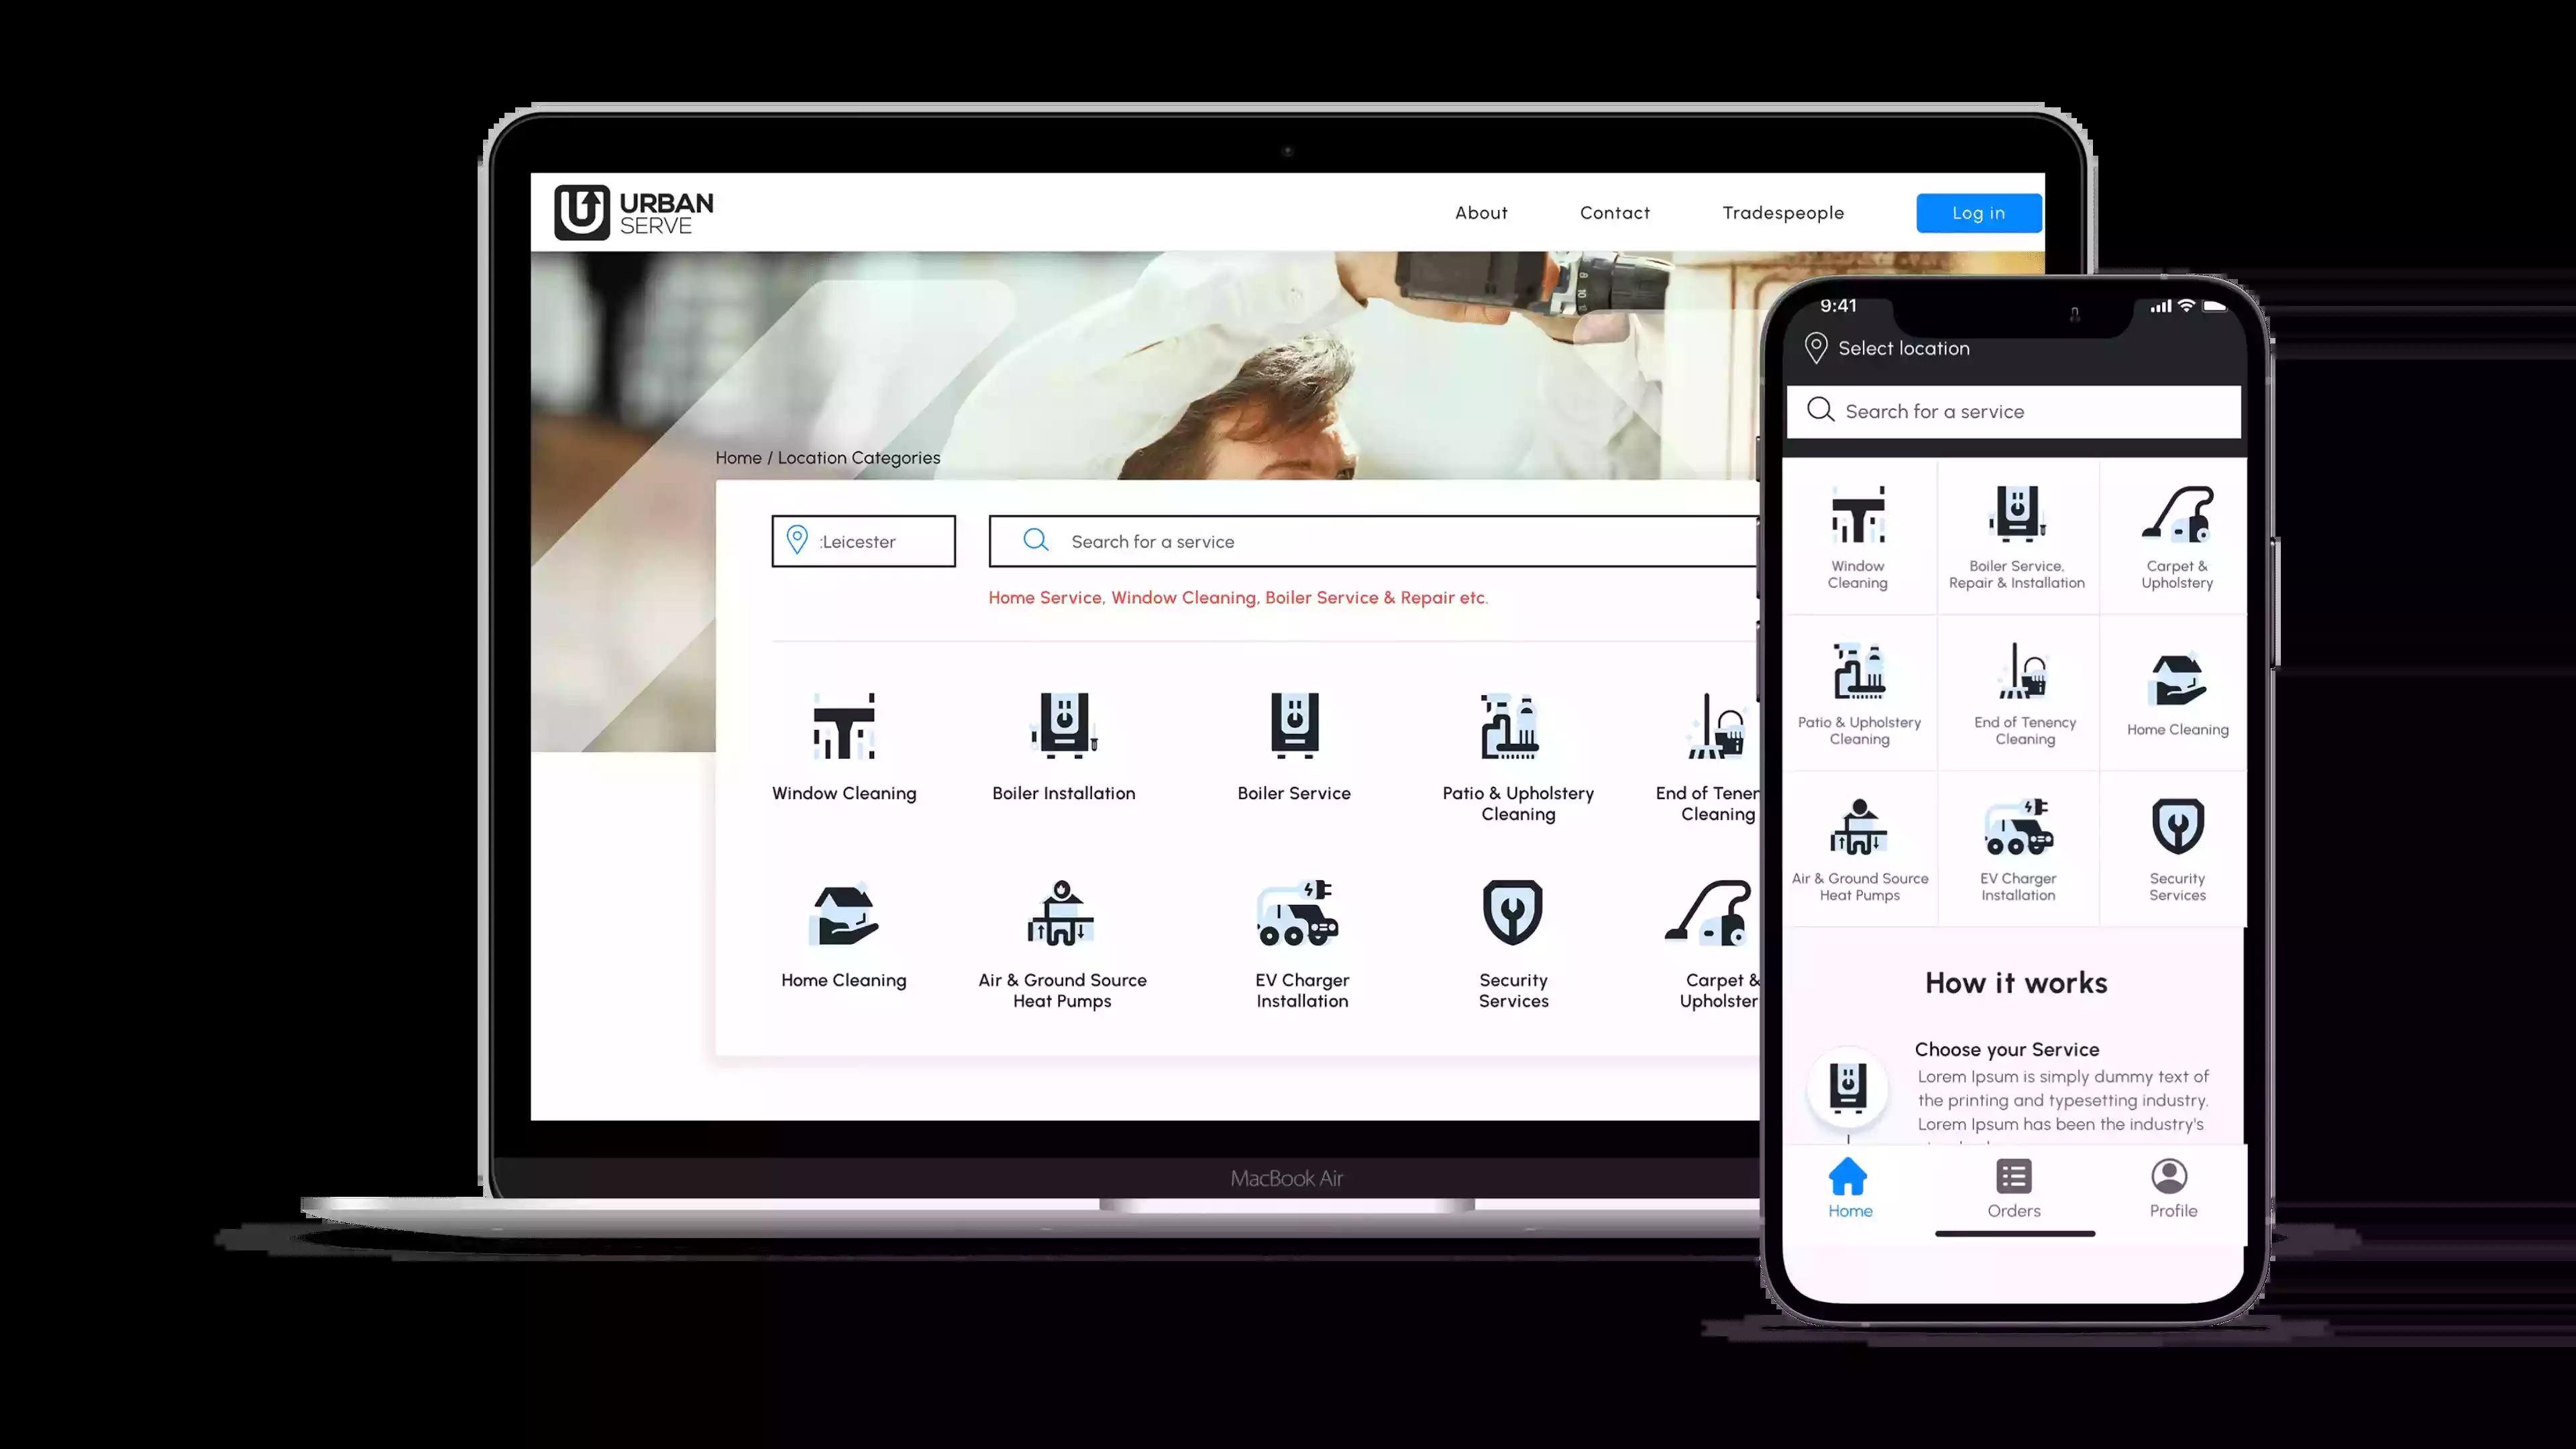 URBAN
SERVE
About
Contact
Tradespeople
Log in
Home / Location Categories
:Leicester
Search for a service
Home Service, Window Cleaning, Boiler Service & Repair etc.
Window Cleaning
Boiler Installation
Boiler Service
Patio & Upholstery
Cleaning
End of Tenen
Cleaning
Home Cleaning
Air & Ground Source
Heat Pumps
EV Charger
Installation
Security
Services
Carpet &
Upholster
MacBook Air
9:41
Select location
Search for a service
Window
Cleaning
Boiler Service,
Repair & Installation
Carpet &
Upholstery
Patio & Upholstery
Cleaning
End of Tenency
Cleaning
Home Cleaning
Air & Ground Source
Heat Pumps
EV Charger
Installation
Security
Services
How it works
Choose your Service
Lorem Ipsum is simply dummy text of
the printing and typesetting industry.
Lorem Ipsum has been the industry's
Home
Orders
Profile